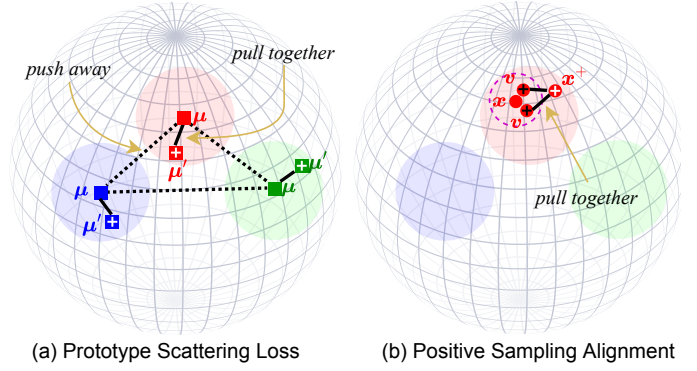 push away
pull together
μ
μ′
μ′
μ
μ
μ′
(a) Prototype Scattering Loss
v
x⁺
x
v
pull together
(b) Positive Sampling Alignment